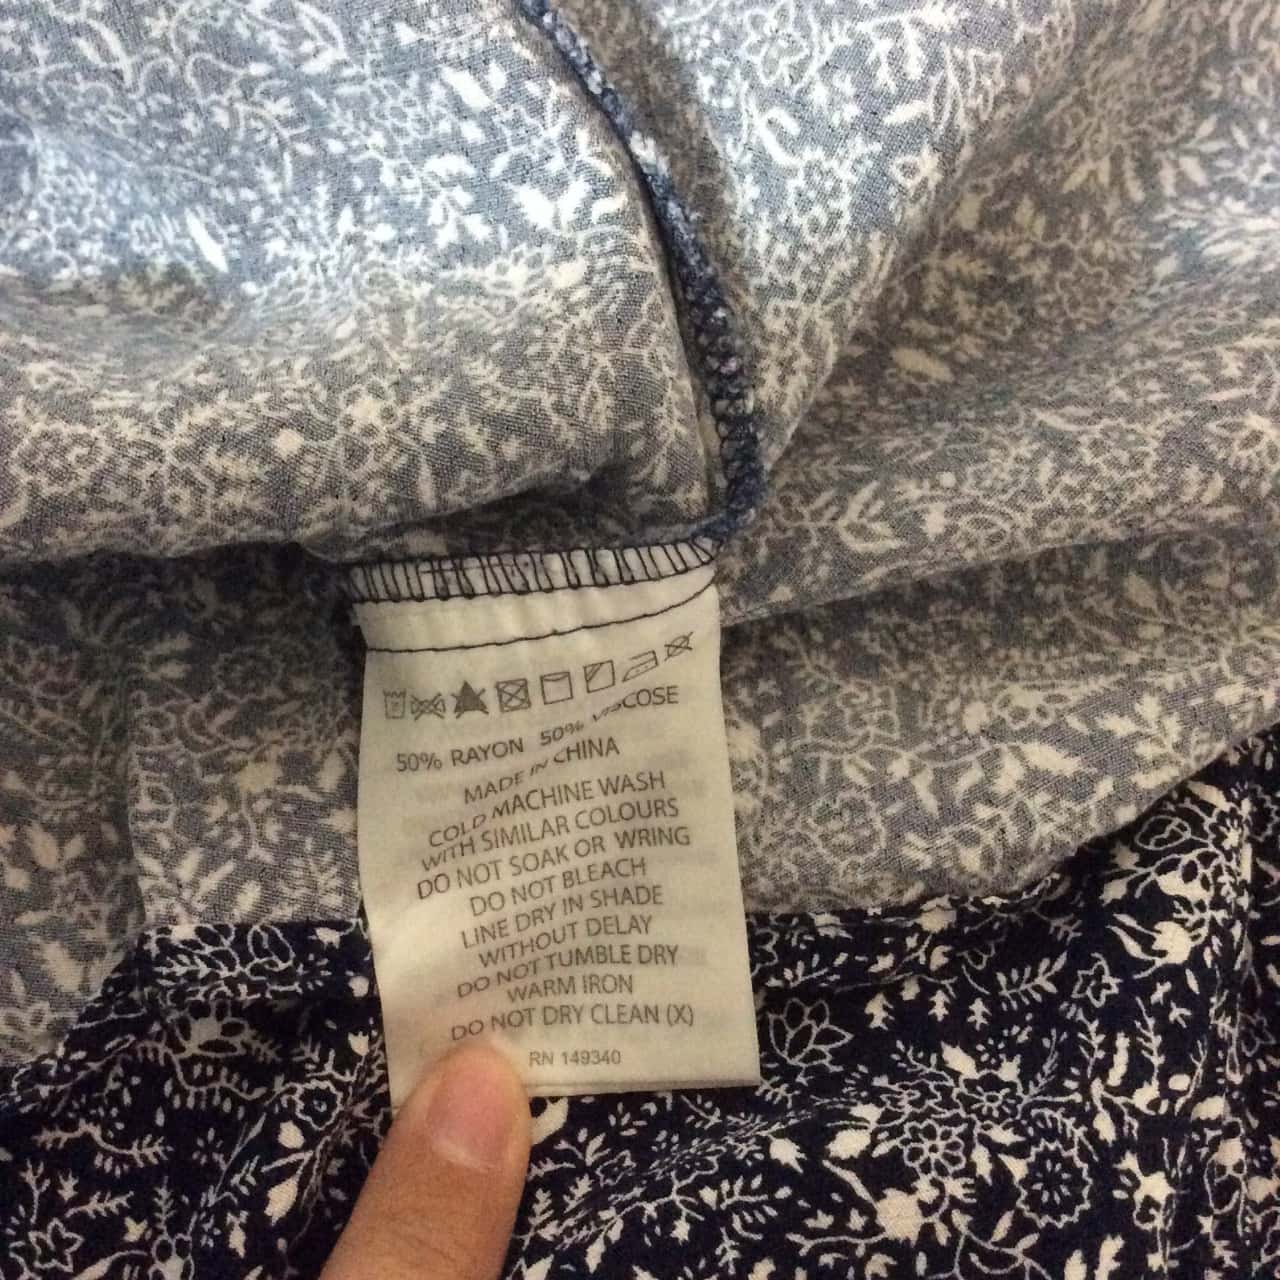 50% RAYON 50% VISCOSE
MADE IN CHINA
COLD MACHINE WASH
WITH SIMILAR COLOURS
DO NOT SOAK OR WRING
DO NOT BLEACH
LINE DRY IN SHADE
WITHOUT DELAY
DO NOT TUMBLE DRY
WARM IRON
DO NOT DRY CLEAN (X)
RN 149340